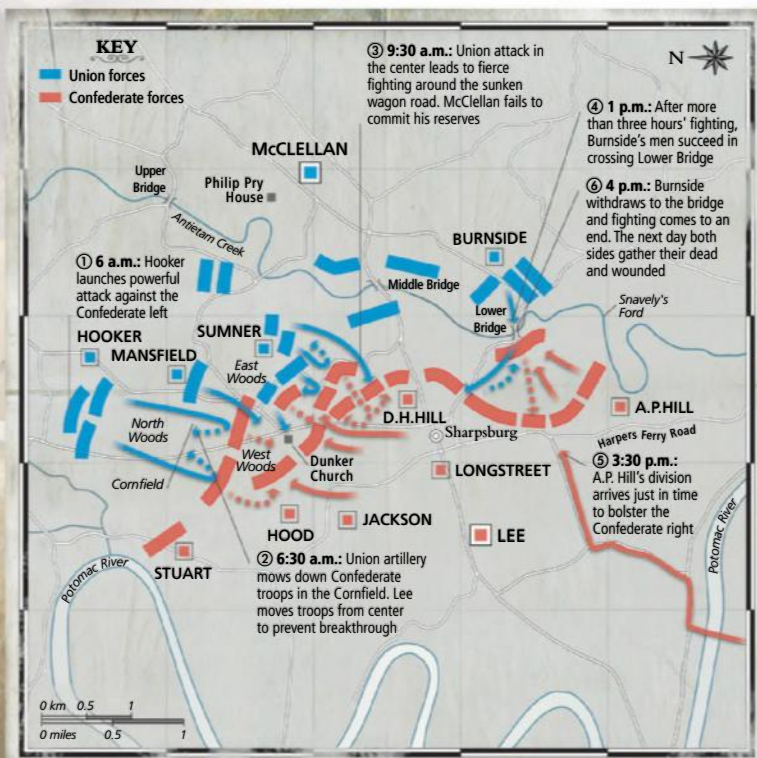 KEY
Union forces
Confederate forces
③ 9:30 a.m.: Union attack in
the center leads to fierce
fighting around the sunken
wagon road. McClellan fails to
commit his reserves
N
④ 1 p.m.: After more
than three hours' fighting,
Burnside's men succeed in
crossing Lower Bridge
⑥ 4 p.m.: Burnside
withdraws to the bridge
and fighting comes to an
end. The next day both
sides gather their dead
and wounded
McCLELLAN
Upper
Bridge
Philip Pry
House
Antietam Creek
BURNSIDE
① 6 a.m.: Hooker
launches powerful
attack against the
Confederate left
Middle Bridge
Lower
Bridge
Snavely's
Ford
HOOKER
MANSFIELD
SUMNER
East
Woods
North
Woods
Cornfield
West
Woods
Dunker
Church
D.H.HILL
Sharpsburg
A.P.HILL
Harpers Ferry Road
LONGSTREET
⑤ 3:30 p.m.:
A.P. Hill's division
arrives just in time
to bolster the
Confederate right
HOOD
JACKSON
LEE
STUART
② 6:30 a.m.: Union artillery
mows down Confederate
troops in the Cornfield. Lee
moves troops from center
to prevent breakthrough
Potomac River
Potomac River
0 km 0.5 1
0 miles 0.5 1